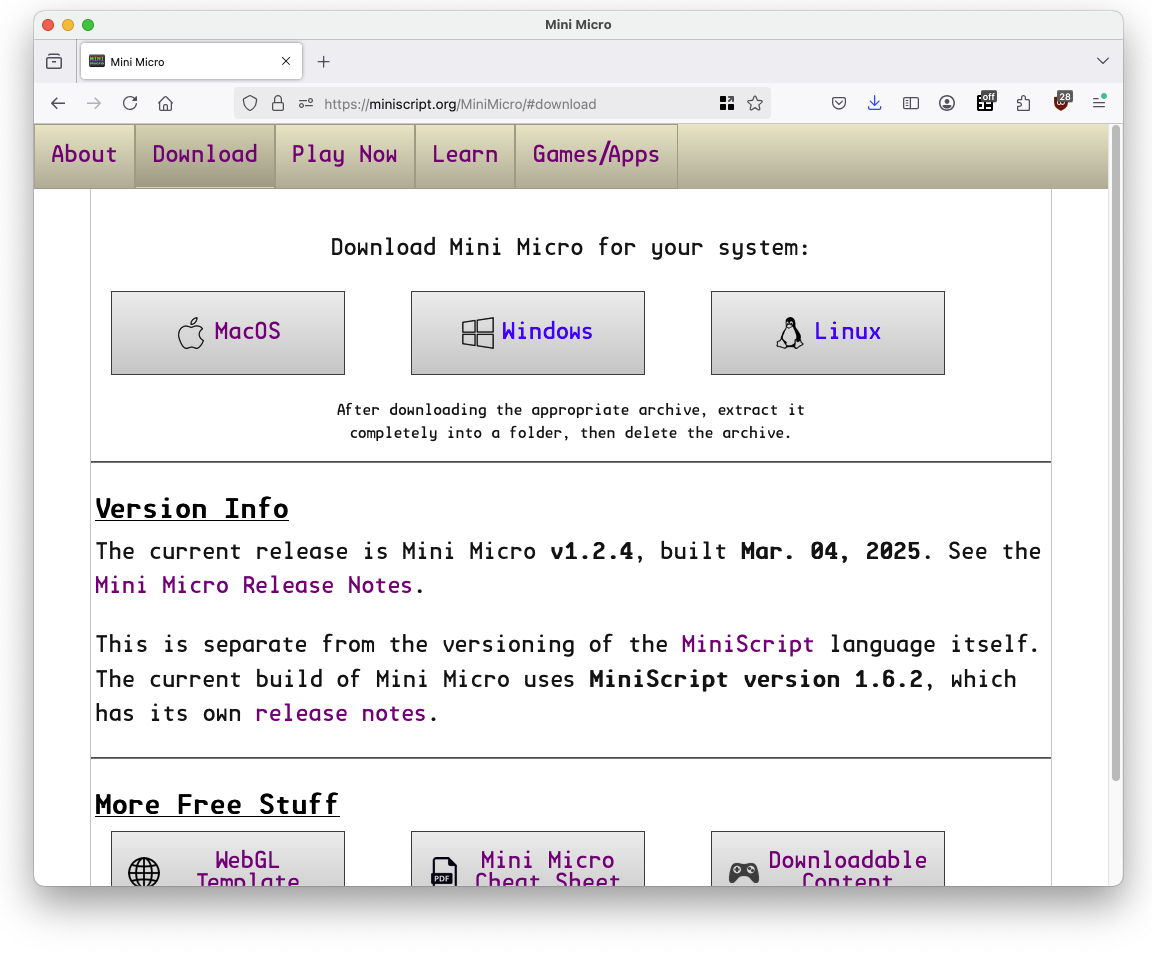 Mini Micro
Mini Micro
https://miniscript.org/MiniMicro/#download
off
28
About
Download
Play Now
Learn
Games/Apps
Download Mini Micro for your system:
MacOS
Windows
Linux
After downloading the appropriate archive, extract it
completely into a folder, then delete the archive.
Version Info
The current release is Mini Micro v1.2.4, built Mar. 04, 2025. See the
Mini Micro Release Notes.
This is separate from the versioning of the MiniScript language itself.
The current build of Mini Micro uses MiniScript version 1.6.2, which
has its own release notes.
More Free Stuff
WebGL
Template
PDF
Mini Micro
Cheat Sheet
Downloadable
Content